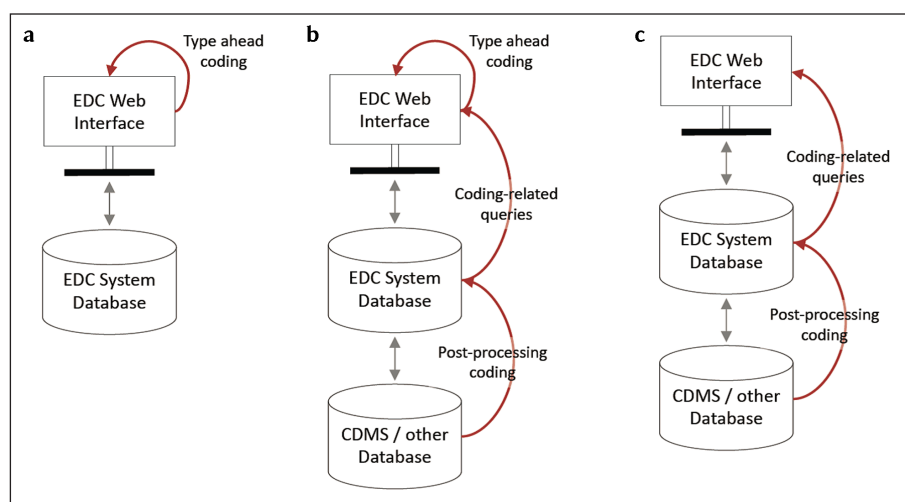 a
Type ahead
coding
EDC Web
Interface
EDC System
Database
b
Type ahead
coding
EDC Web
Interface
Coding-related
queries
EDC System
Database
Post-processing
coding
CDMS / other
Database
c
EDC Web
Interface
Coding-related
queries
EDC System
Database
Post-processing
coding
CDMS / other
Database